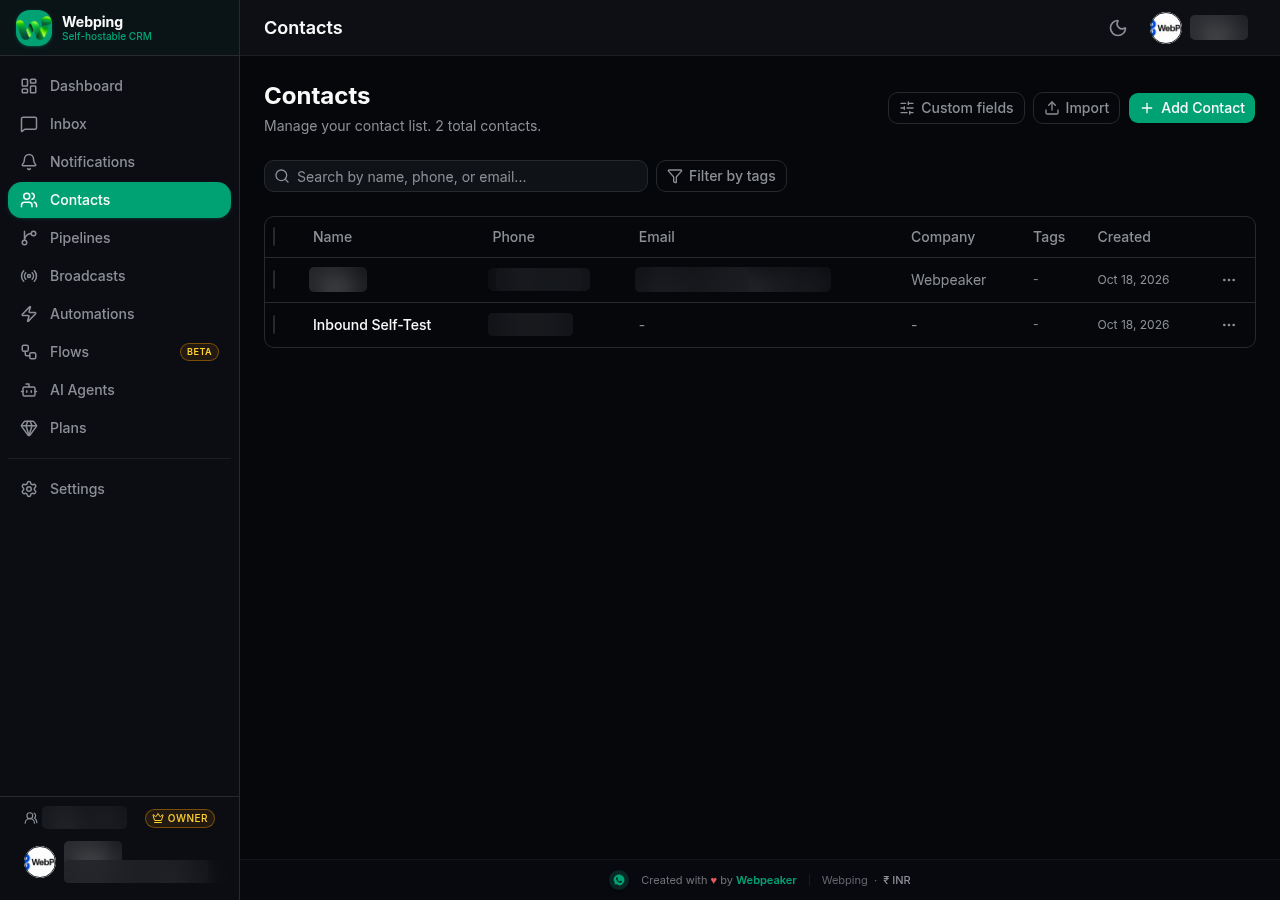 Webping
Self-hostable CRM
Dashboard
Inbox
Notifications
Contacts
Pipelines
Broadcasts
Automations
Flows BETA
AI Agents
Plans
Settings
OWNER
WebP
Contacts
WebP
Contacts
Manage your contact list. 2 total contacts.
Custom fields Import Add Contact
Search by name, phone, or email...
Filter by tags
Name Phone Email Company Tags Created
Webpeaker - Oct 18, 2026
Inbound Self-Test - - - Oct 18, 2026
Created with ♥ by Webpeaker Webping · ₹ INR